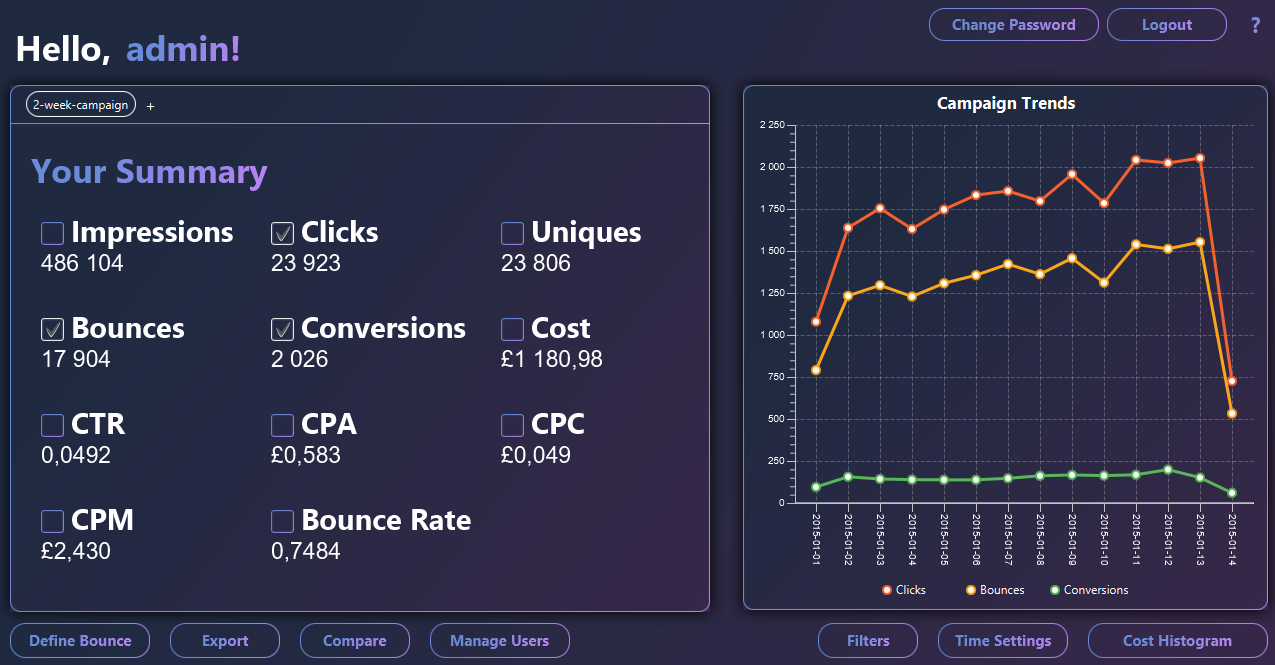 Change Password
Logout
?
Hello, admin!
2-week-campaign
+
Your Summary
Impressions
486 104
Clicks
23 923
Uniques
23 806
Bounces
17 904
Conversions
2 026
Cost
£1 180,98
CTR
0,0492
CPA
£0,583
CPC
£0,049
CPM
£2,430
Bounce Rate
0,7484
Campaign Trends
2 250
2 000
1 750
1 500
1 250
1 000
750
500
250
0
2015-01-01
2015-01-02
2015-01-03
2015-01-04
2015-01-05
2015-01-06
2015-01-07
2015-01-08
2015-01-09
2015-01-10
2015-01-11
2015-01-12
2015-01-13
2015-01-14
Clicks
Bounces
Conversions
Define Bounce
Export
Compare
Manage Users
Filters
Time Settings
Cost Histogram